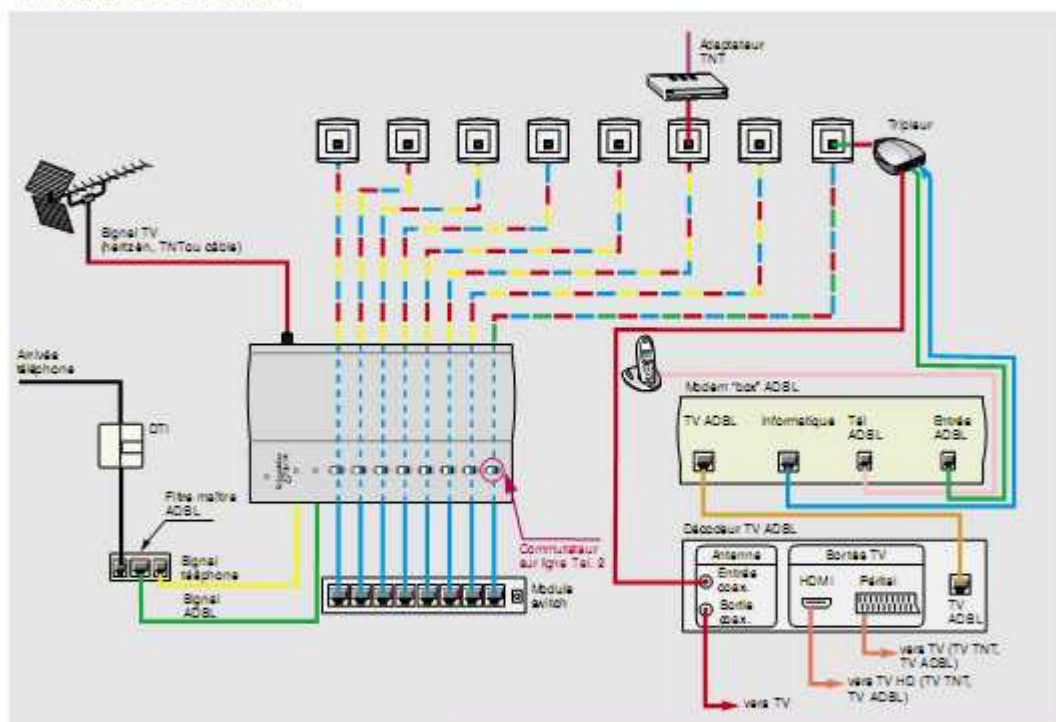 Adaptateur
TNT
Tripleur
Signal TV
(hertzien, TNT ou câble)
Arrivée
téléphone
DTI
Filtre maître
ADSL
Signal
téléphone
Signal
ADSL
Commutateur
sur ligne Tel. 2
Module
switch
Modem "box" ADSL
TV ADSL
Informatique
Tél
ADSL
Entrée
ADSL
Décodeur TV ADSL
Antenne
Entrée
coax.
Sortie
coax.
Sorties TV
HDMI
Péritel
TV
ADSL
vers TV (TV TNT,
TV ADSL)
vers TV HD (TV TNT,
TV ADSL)
vers TV